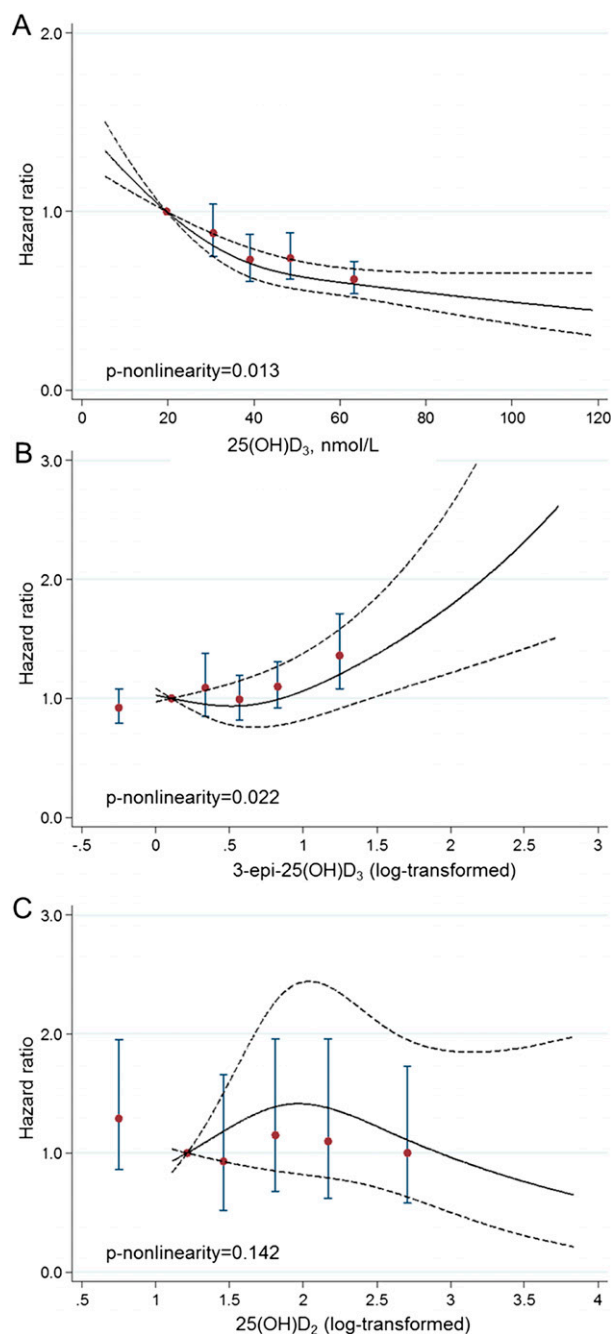 A
2.0
1.0
0.0
Hazard ratio
p-nonlinearity=0.013
0 20 40 60 80 100 120
25(OH)D₃, nmol/L
B
3.0
2.0
1.0
0.0
Hazard ratio
p-nonlinearity=0.022
-.5 0 .5 1 1.5 2 2.5 3
3-epi-25(OH)D₃ (log-transformed)
C
3.0
2.0
1.0
0.0
Hazard ratio
p-nonlinearity=0.142
.5 1 1.5 2 2.5 3 3.5 4
25(OH)D₂ (log-transformed)